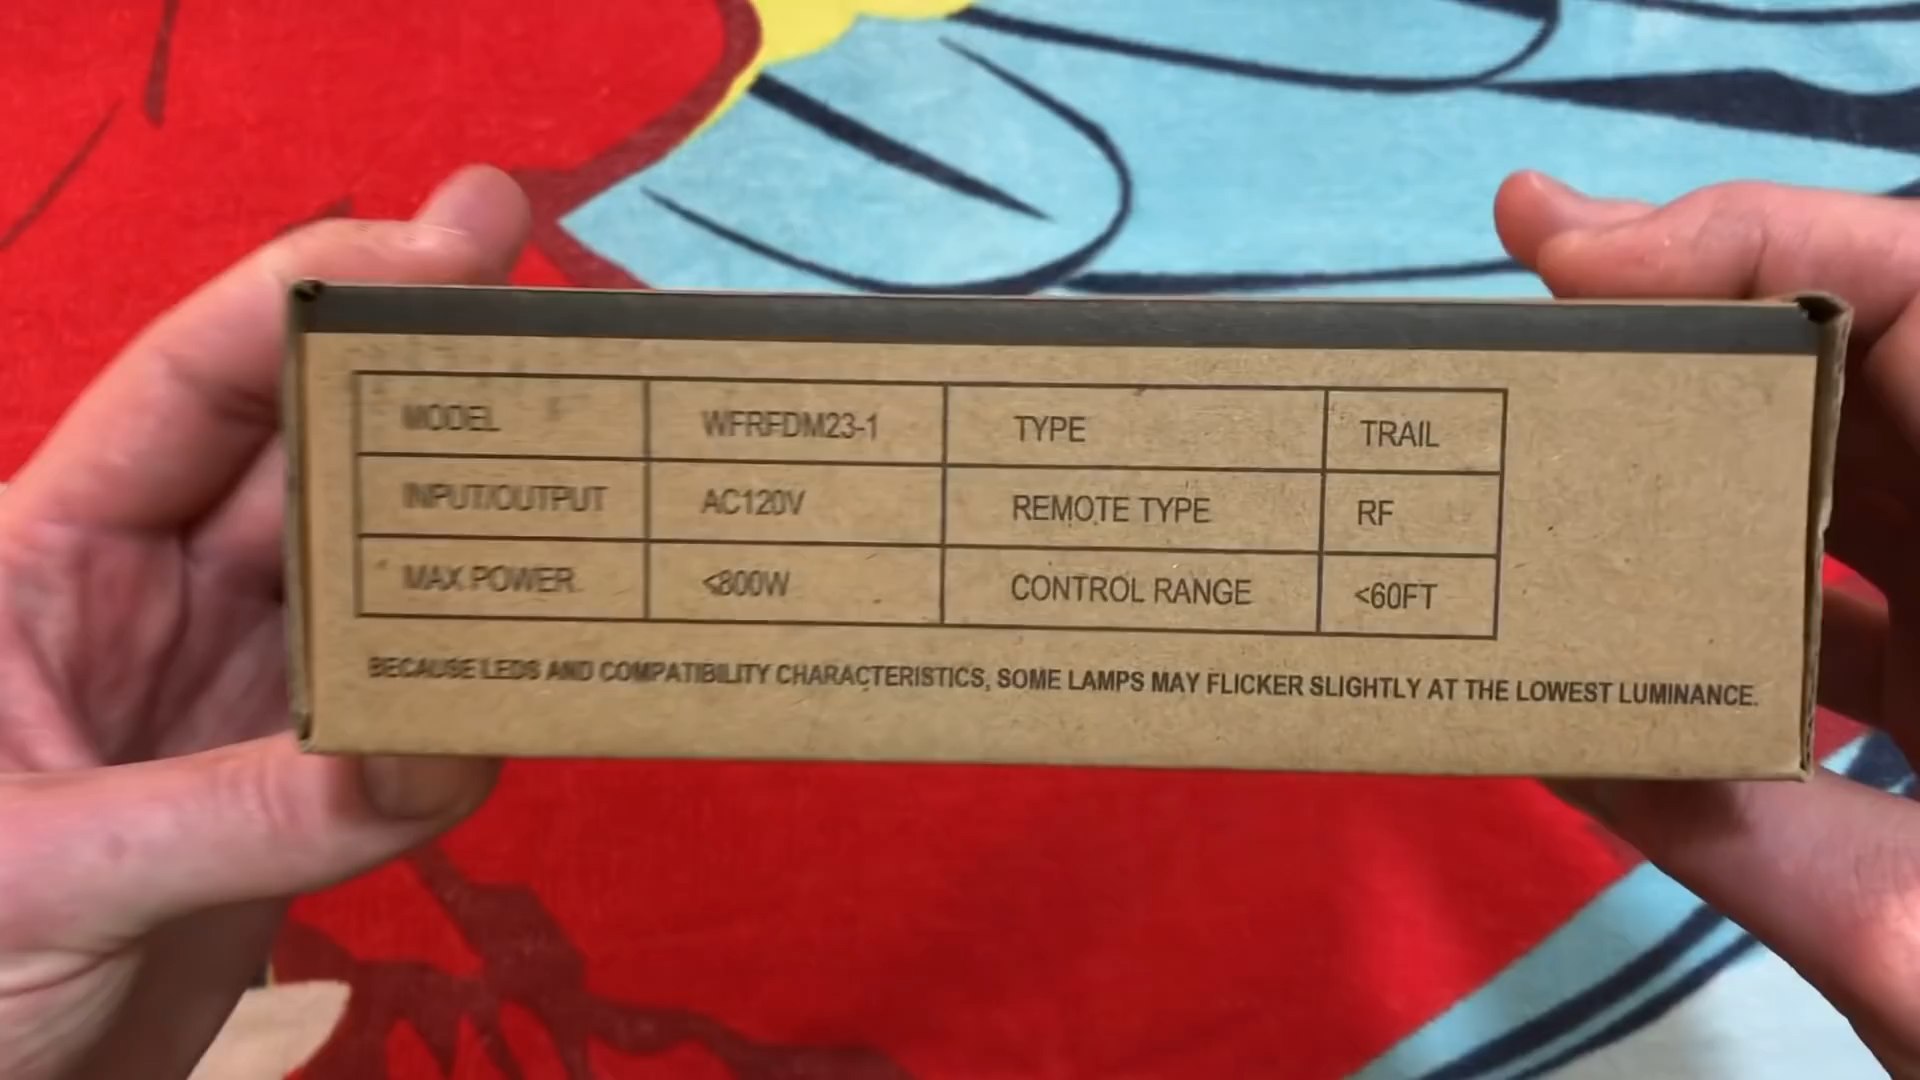 MODEL WFRFDM23-1 TYPE TRAIL
INPUT/OUTPUT AC120V REMOTE TYPE RF
MAX POWER <800W CONTROL RANGE <60FT
BECAUSE LEDS AND COMPATIBILITY CHARACTERISTICS, SOME LAMPS MAY FLICKER SLIGHTLY AT THE LOWEST LUMINANCE.